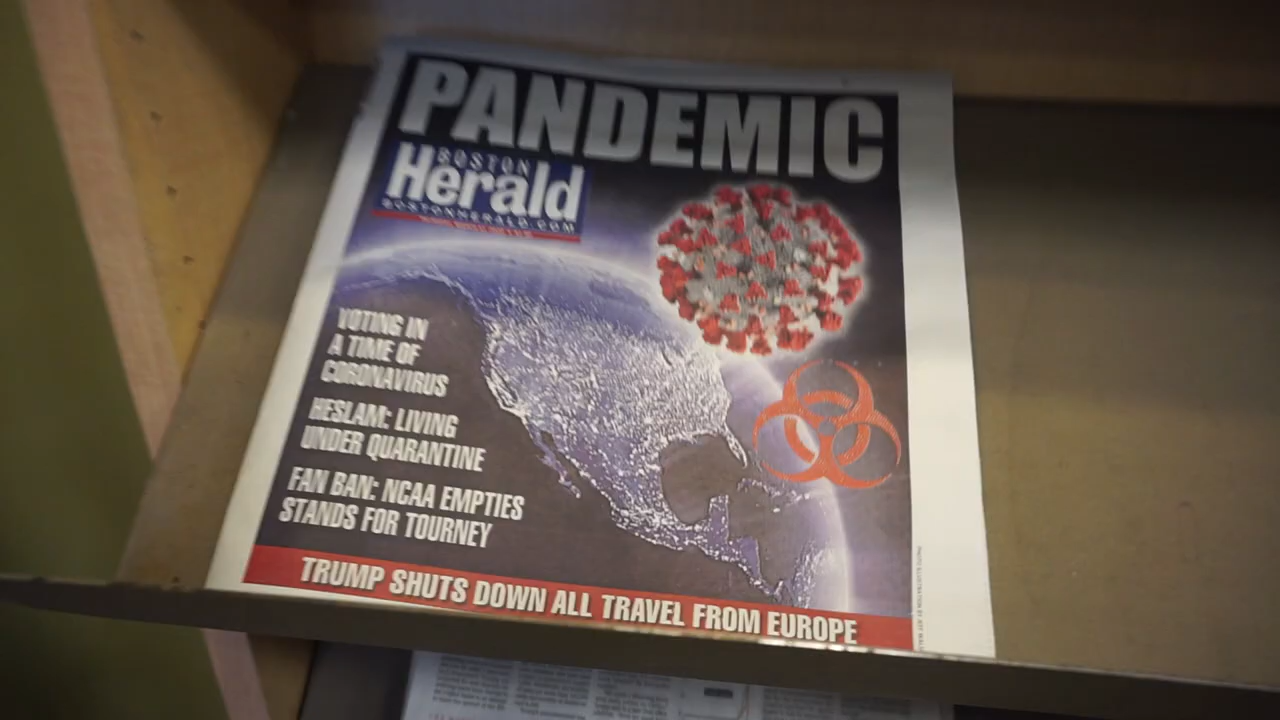 PANDEMIC
BOSTON
Herald
BOSTONHERALD.COM
VOTING IN
A TIME OF
CORONAVIRUS
HESLAM: LIVING
UNDER QUARANTINE
FAN BAN: NCAA EMPTIES
STANDS FOR TOURNEY
TRUMP SHUTS DOWN ALL TRAVEL FROM EUROPE